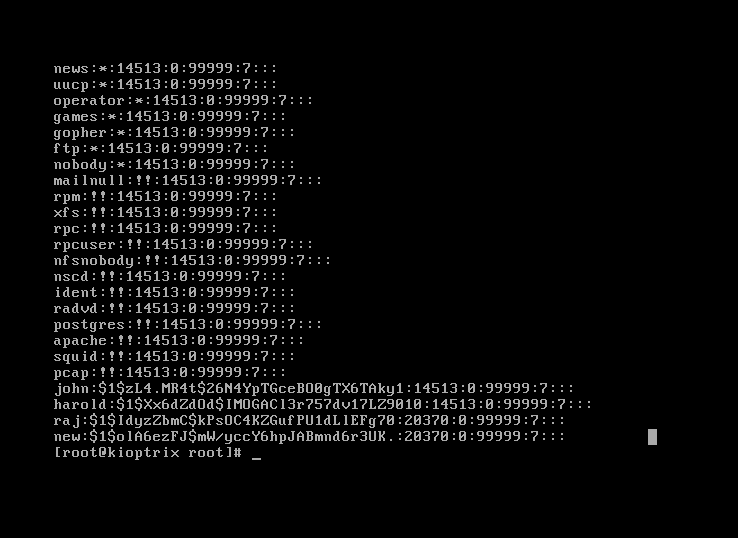 news:*:14513:0:99999:7:::
uucp:*:14513:0:99999:7:::
operator:*:14513:0:99999:7:::
games:*:14513:0:99999:7:::
gopher:*:14513:0:99999:7:::
ftp:*:14513:0:99999:7:::
nobody:*:14513:0:99999:7:::
mailnull:!!:14513:0:99999:7:::
rpm:!!:14513:0:99999:7:::
xfs:!!:14513:0:99999:7:::
rpc:!!:14513:0:99999:7:::
rpcuser:!!:14513:0:99999:7:::
nfsnobody:!!:14513:0:99999:7:::
nscd:!!:14513:0:99999:7:::
ident:!!:14513:0:99999:7:::
radvd:!!:14513:0:99999:7:::
postgres:!!:14513:0:99999:7:::
apache:!!:14513:0:99999:7:::
squid:!!:14513:0:99999:7:::
pcap:!!:14513:0:99999:7:::
john:$1$zL4.MR4t$26N4YpTGceBO0gTX6TAky1:14513:0:99999:7:::
harold:$1$Xx6dZdOd$IMOGACl3r757dv17LZ9010:14513:0:99999:7:::
raj:$1$IdyzZbmC$kPsOC4KZGufPU1dLlEFg70:20370:0:99999:7:::
new:$1$olA6ezFJ$mW/yccY6hpJABmnd6r3UK.:20370:0:99999:7:::
[root@kioptrix root]# _